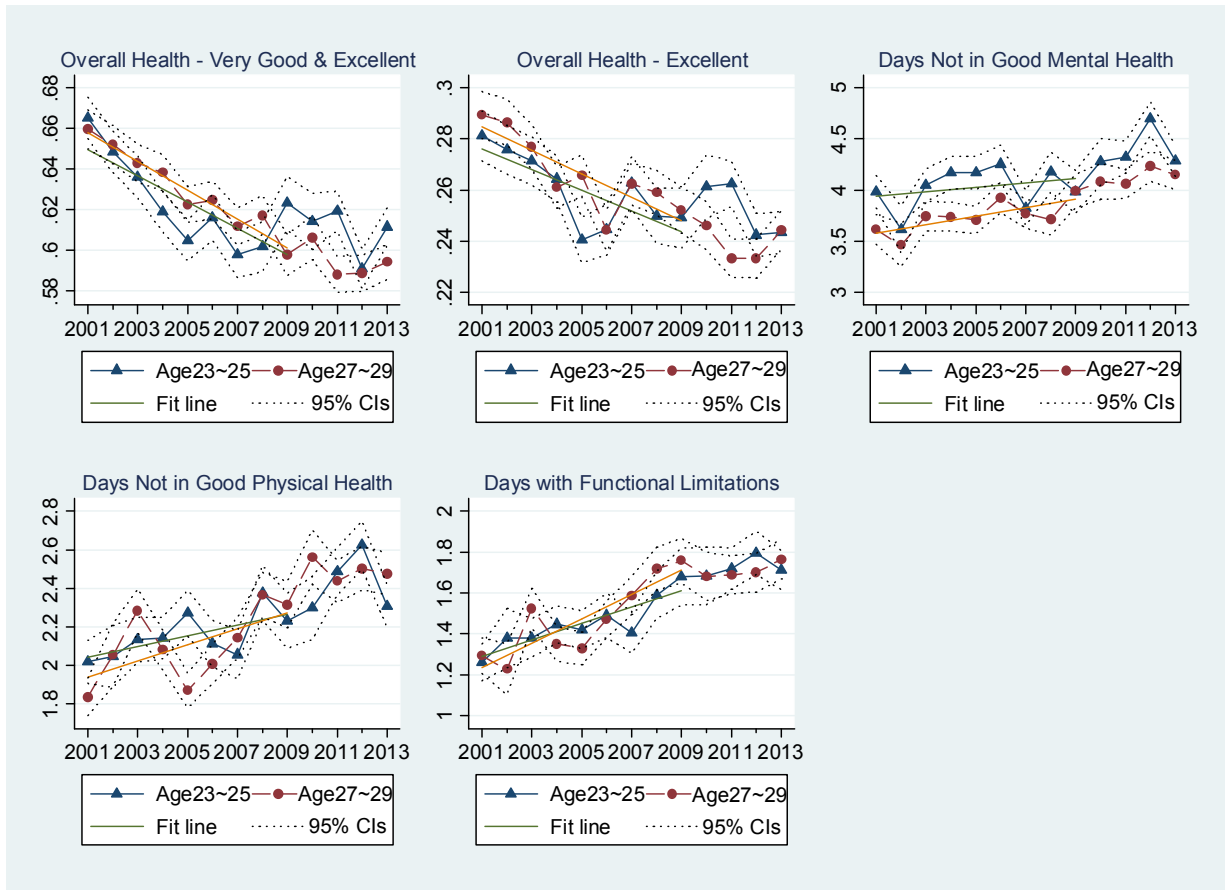 Overall Health - Very Good & Excellent
.68
.66
.64
.62
.6
.58
2001 2003 2005 2007 2009 2011 2013
Age23~25 Age27~29
Fit line 95% CIs
Overall Health - Excellent
.3
.28
.26
.24
.22
2001 2003 2005 2007 2009 2011 2013
Age23~25 Age27~29
Fit line 95% CIs
Days Not in Good Mental Health
5
4.5
4
3.5
3
2001 2003 2005 2007 2009 2011 2013
Age23~25 Age27~29
Fit line 95% CIs
Days Not in Good Physical Health
2.8
2.6
2.4
2.2
2
1.8
2001 2003 2005 2007 2009 2011 2013
Age23~25 Age27~29
Fit line 95% CIs
Days with Functional Limitations
2
1.8
1.6
1.4
1.2
1
2001 2003 2005 2007 2009 2011 2013
Age23~25 Age27~29
Fit line 95% CIs